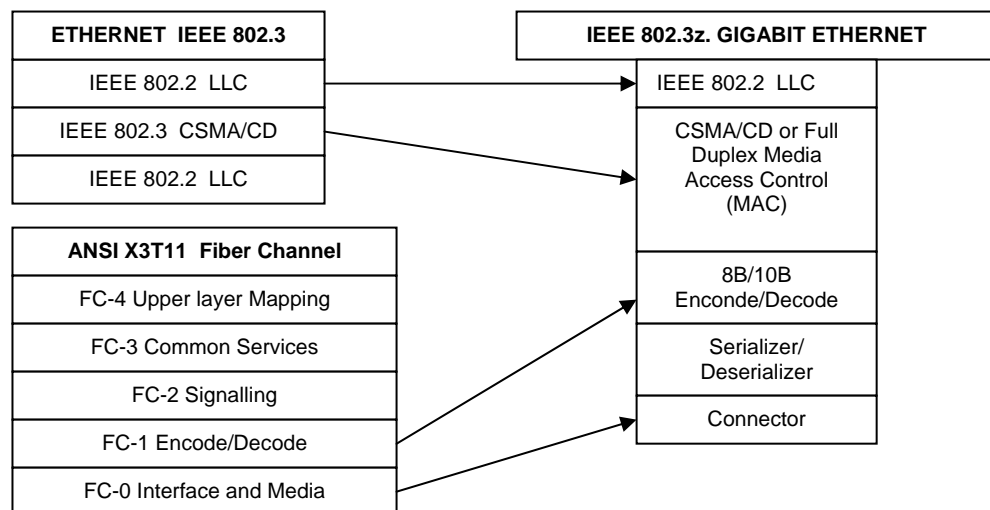 ETHERNET IEEE 802.3
IEEE 802.2 LLC
IEEE 802.3 CSMA/CD
IEEE 802.2 LLC
ANSI X3T11 Fiber Channel
FC-4 Upper layer Mapping
FC-3 Common Services
FC-2 Signalling
FC-1 Encode/Decode
FC-0 Interface and Media
IEEE 802.3z. GIGABIT ETHERNET
IEEE 802.2 LLC
CSMA/CD or Full
Duplex Media
Access Control
(MAC)
8B/10B
Enconde/Decode
Serializer/
Deserializer
Connector